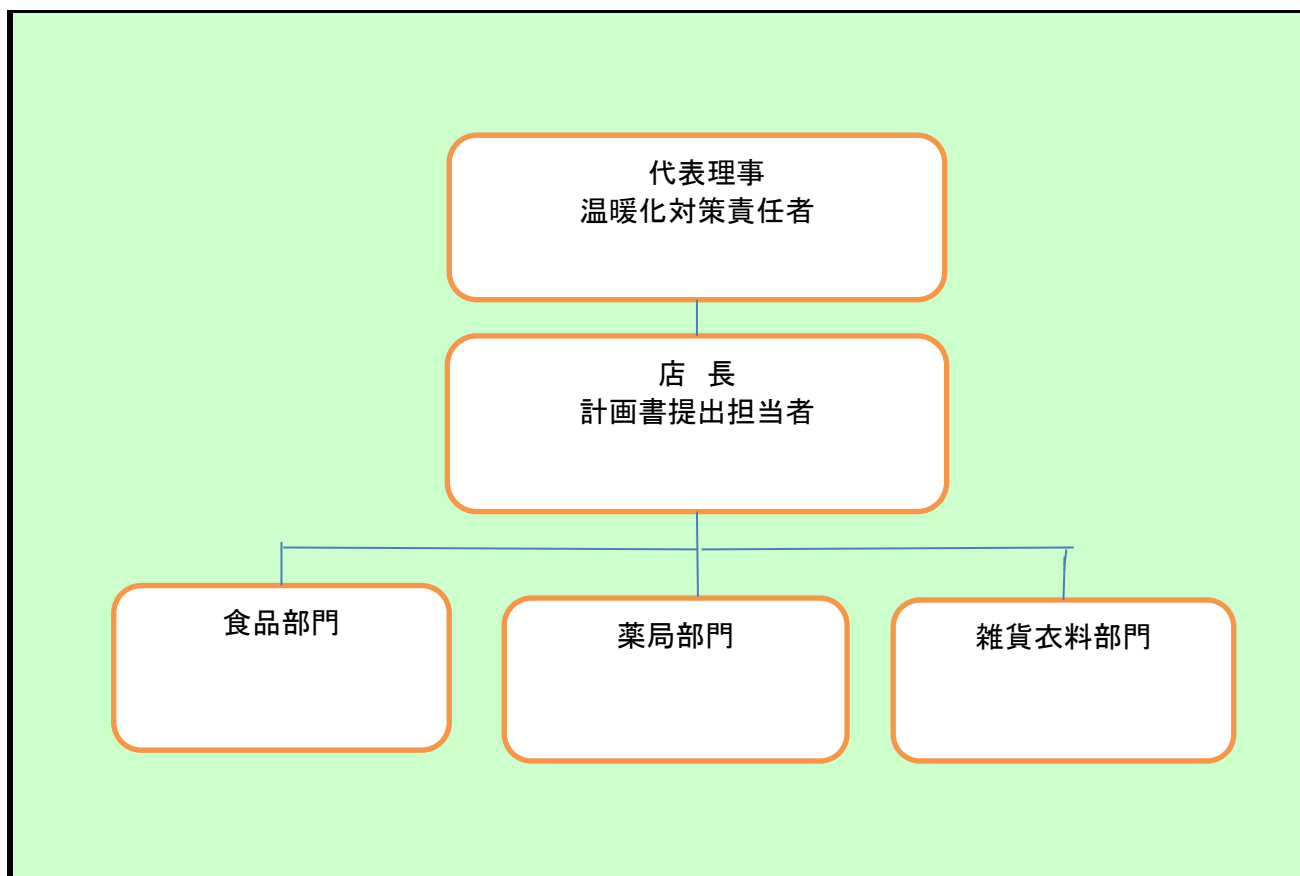 代表理事
温暖化対策責任者
店　長
計画書提出担当者
食品部門
薬局部門
雑貨衣料部門